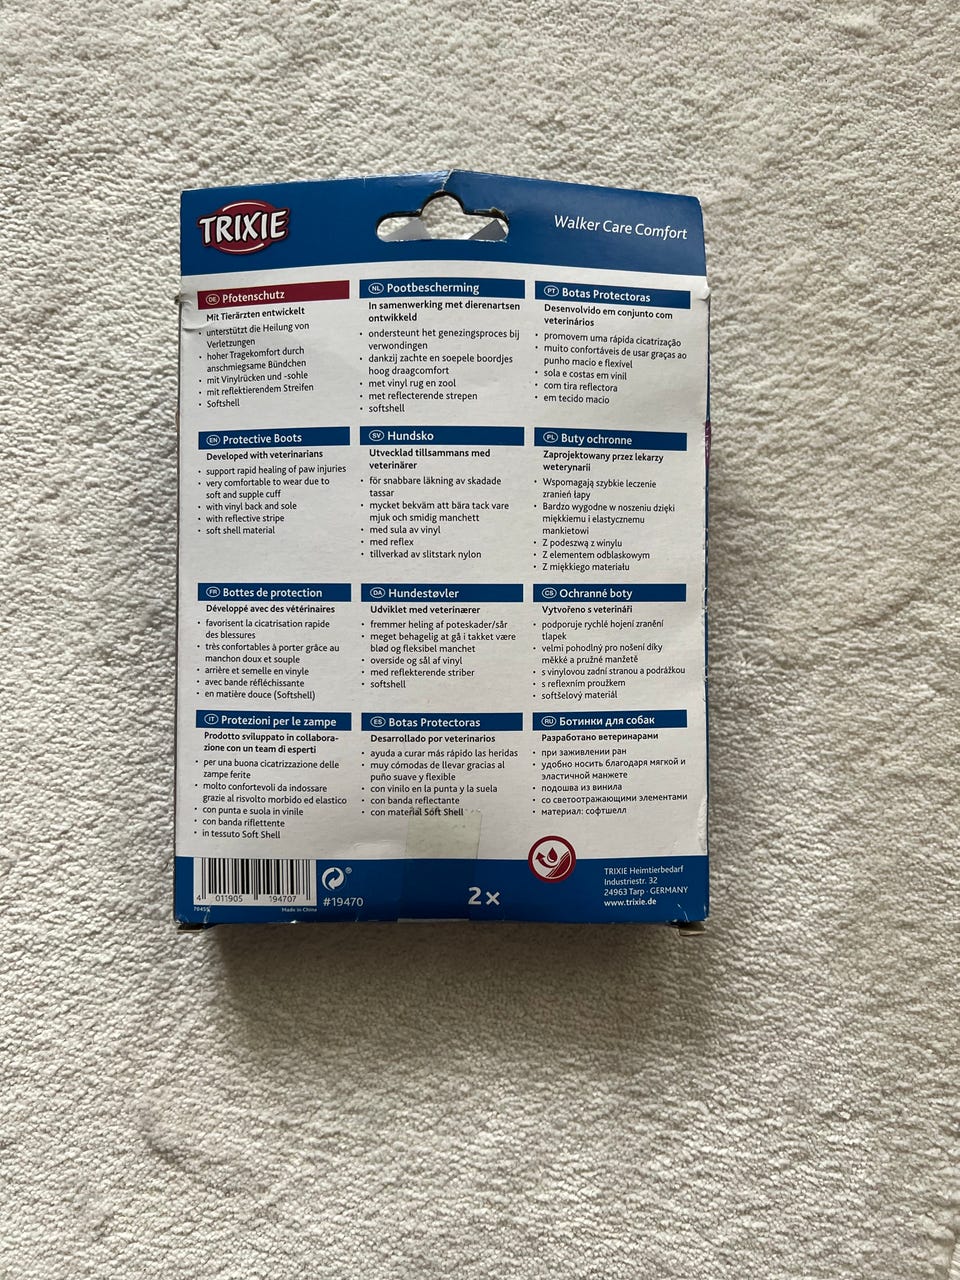 TRIXIE
Walker Care Comfort
DE Pfotenschutz
Mit Tierärzten entwickelt
• unterstützt die Heilung von
Verletzungen
• hoher Tragekomfort durch
anschmiegsame Bündchen
• mit Vinylrücken und -sohle
• mit reflektierendem Streifen
• Softshell
NL Pootbescherming
In samenwerking met dierenartsen
ontwikkeld
• ondersteunt het genezingsproces bij
verwondingen
• dankzij zachte en soepele boordjes
hoog draagcomfort
• met vinyl rug en zool
• met reflecterende strepen
• softshell
PT Botas Protectoras
Desenvolvido em conjunto com
veterinários
• promovem uma rápida cicatrização
• muito confortáveis de usar graças ao
punho macio e flexível
• sola e costas em vinil
• com tira reflectora
• em tecido macio
EN Protective Boots
Developed with veterinarians
• support rapid healing of paw injuries
• very comfortable to wear due to
soft and supple cuff
• with vinyl back and sole
• with reflective stripe
• soft shell material
SV Hundsko
Utvecklad tillsammans med
veterinärer
• för snabbare läkning av skadade
tassar
• mycket bekväm att bära tack vare
mjuk och smidig manchett
• med sula av vinyl
• med reflex
• tillverkad av slitstark nylon
PL Buty ochronne
Zaprojektowany przez lekarzy
weterynarii
• Wspomagają szybkie leczenie
zranień łapy
• Bardzo wygodne w noszeniu dzięki
miękkiemu i elastycznemu
mankietowi
• Z podeszwą z winylu
• Z elementem odblaskowym
• Z miękkiego materiału
FR Bottes de protection
Développé avec des vétérinaires
• favorisent la cicatrisation rapide
des blessures
• très confortables à porter grâce au
manchon doux et souple
• arrière et semelle en vinyle
• avec bande réfléchissante
• en matière douce (Softshell)
DA Hundestøvler
Udviklet med veterinærer
• fremmer heling af poteskader/sår
• meget behagelig at gå i takket være
blød og fleksibel manchet
• overside og sål af vinyl
• med reflekterende striber
• softshell
CS Ochranné boty
Vytvořeno s veterináři
• podporuje rychlé hojení zranění
tlapek
• velmi pohodlný pro nošení díky
měkké a pružné manžetě
• s vinylovou zadní stranou a podrážkou
• s reflexním proužkem
• softšelový materiál
IT Protezioni per le zampe
Prodotto sviluppato in collabora-
zione con un team di esperti
• per una buona cicatrizzazione delle
zampe ferite
• molto confortevoli da indossare
grazie al risvolto morbido ed elastico
• con punta e suola in vinile
• con banda riflettente
• in tessuto Soft Shell
ES Botas Protectoras
Desarrollado por veterinarios
• ayuda a curar más rápido las heridas
• muy cómodas de llevar gracias al
puño suave y flexible
• con vinilo en la punta y la suela
• con banda reflectante
• con material Soft Shell
RU Ботинки для собак
Разработано ветеринарами
• при заживлении ран
• удобно носить благодаря мягкой и
эластичной манжете
• подошва из винила
• со светоотражающими элементами
• материал: софтшелл
4 011905 194707
Made in China
#19470
2x
TRIXIE Heimtierbedarf
Industriestr. 32
24963 Tarp · GERMANY
www.trixie.de